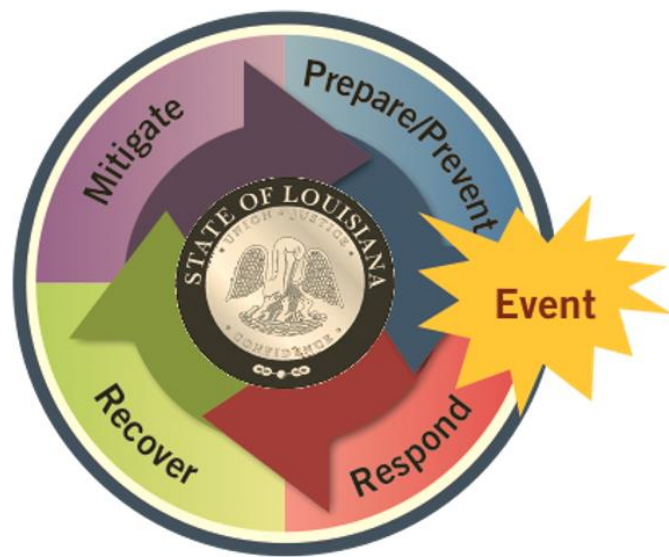 Mitigate
Prepare/Prevent
Event
Respond
Recover
STATE OF LOUISIANA
UNION · JUSTICE
CONFIDENCE